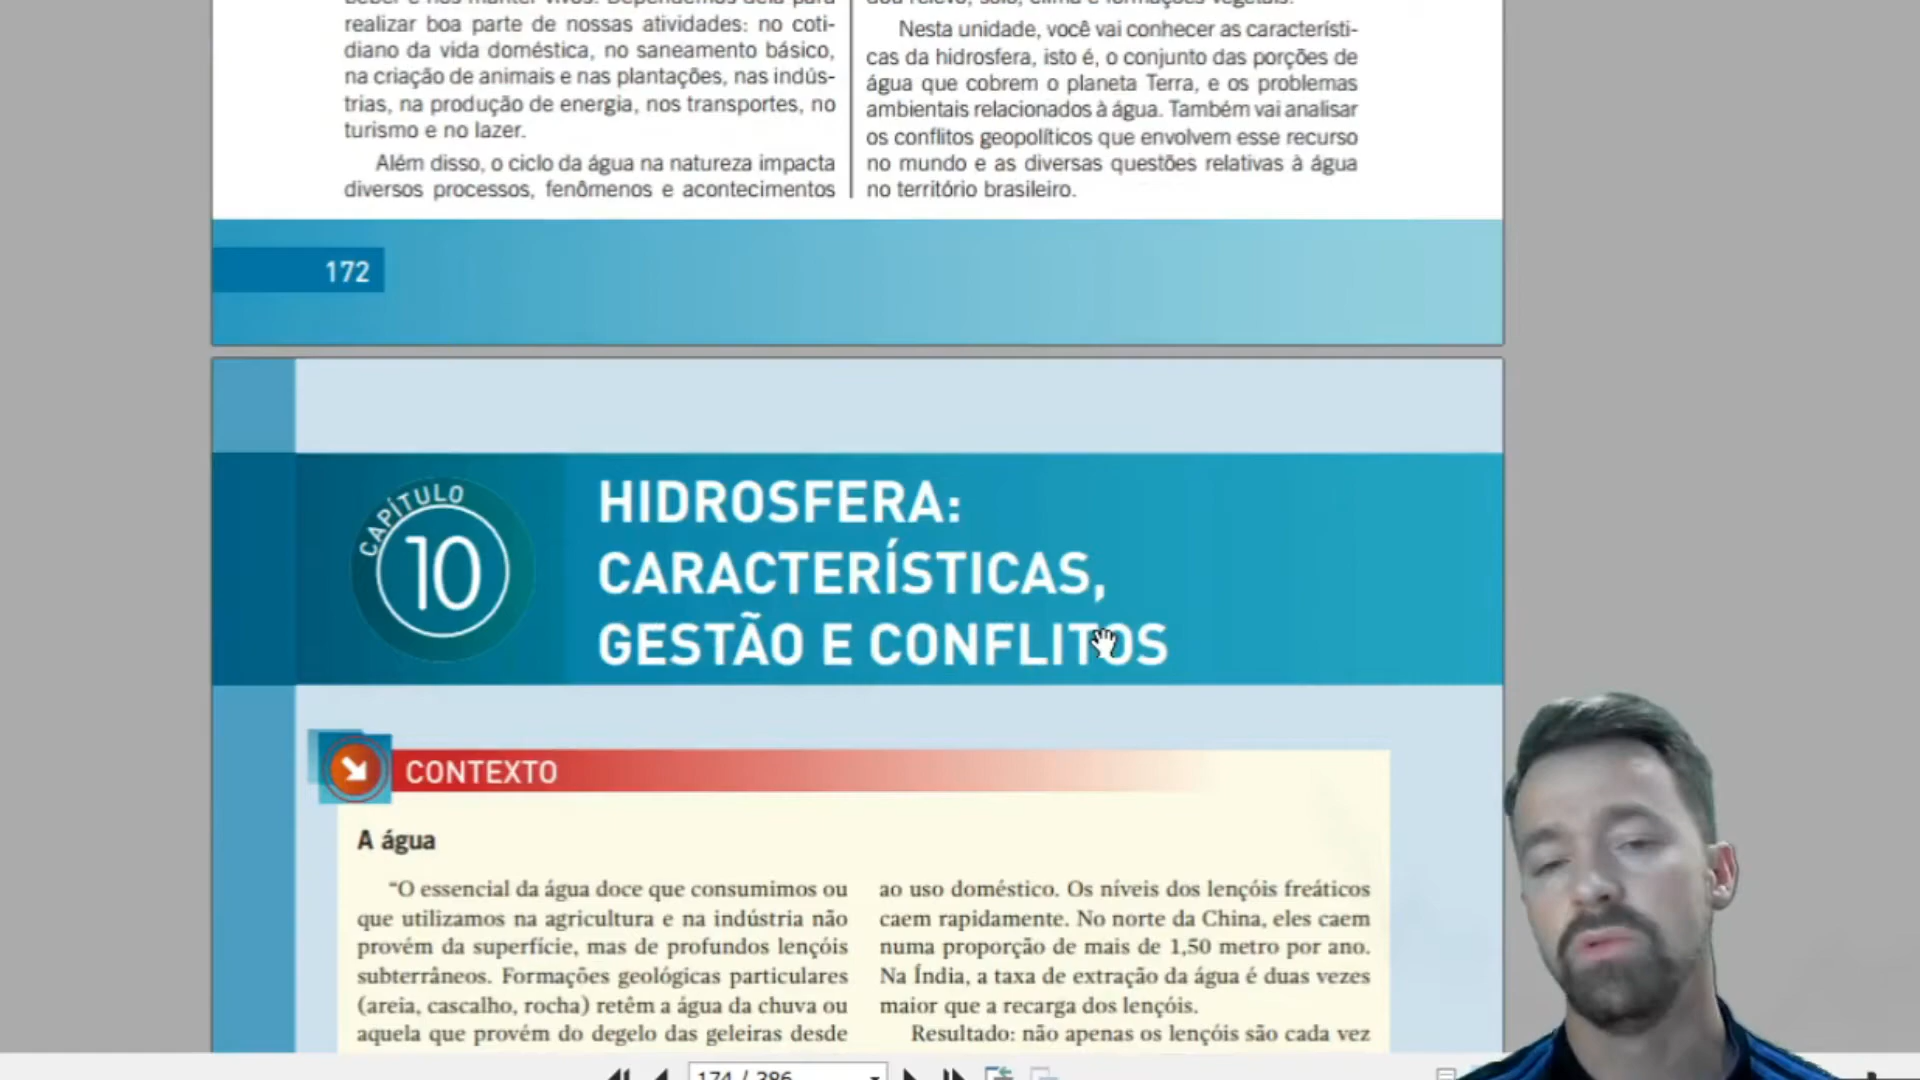 realizar boa parte de nossas atividades: no coti-
diano da vida doméstica, no saneamento básico,
na criação de animais e nas plantações, nas indús-
trias, na produção de energia, nos transportes, no
turismo e no lazer.
Além disso, o ciclo da água na natureza impacta
diversos processos, fenômenos e acontecimentos
Nesta unidade, você vai conhecer as característi-
cas da hidrosfera, isto é, o conjunto das porções de
água que cobrem o planeta Terra, e os problemas
ambientais relacionados à água. Também vai analisar
os conflitos geopolíticos que envolvem esse recurso
no mundo e as diversas questões relativas à água
no território brasileiro.
172
CAPÍTULO
10
HIDROSFERA:
CARACTERÍSTICAS,
GESTÃO E CONFLITOS
CONTEXTO
A água
“O essencial da água doce que consumimos ou
que utilizamos na agricultura e na indústria não
provém da superfície, mas de profundos lençóis
subterrâneos. Formações geológicas particulares
(areia, cascalho, rocha) retêm a água da chuva ou
aquela que provém do degelo das geleiras desde
ao uso doméstico. Os níveis dos lençóis freáticos
caem rapidamente. No norte da China, eles caem
numa proporção de mais de 1,50 metro por ano.
Na Índia, a taxa de extração da água é duas vezes
maior que a recarga dos lençóis.
Resultado: não apenas os lençóis são cada vez
174 / 286